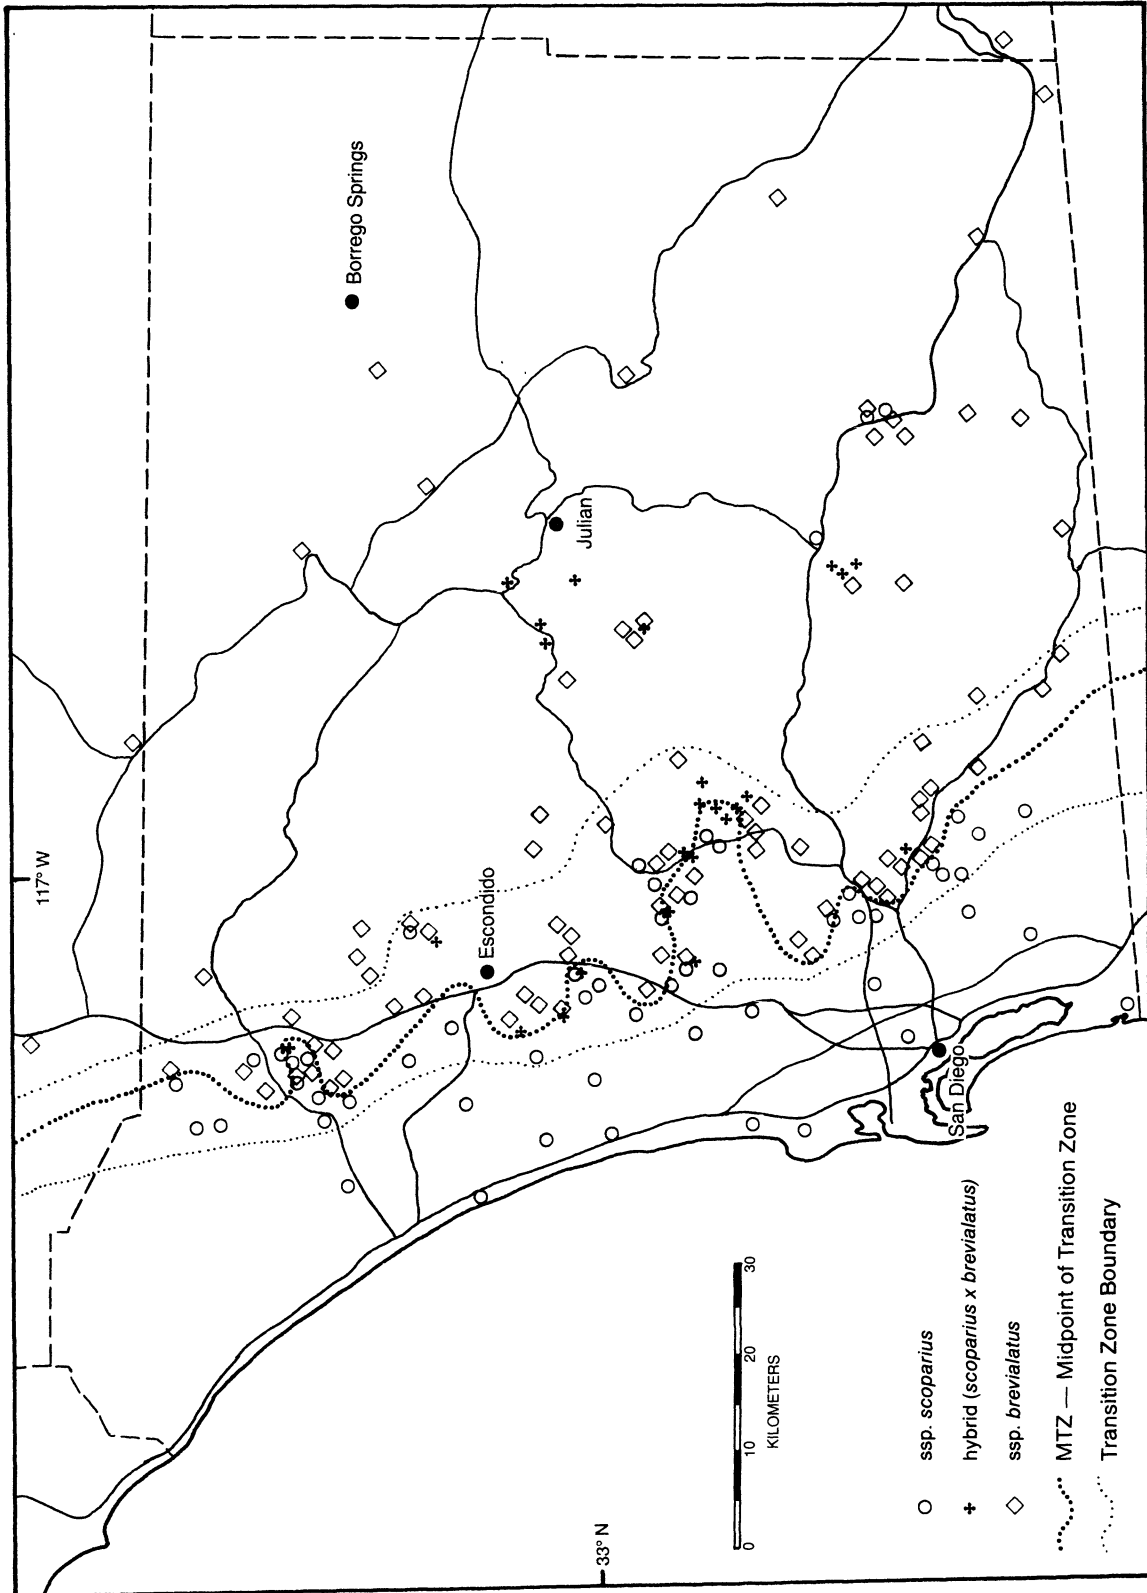 117° W
Borrego Springs
Julian
Escondido
San Diego
33° N
0 10 20 30
KILOMETERS
ssp. scoparius
hybrid (scoparius x brevialatus)
ssp. brevialatus
MTZ — Midpoint of Transition Zone
Transition Zone Boundary